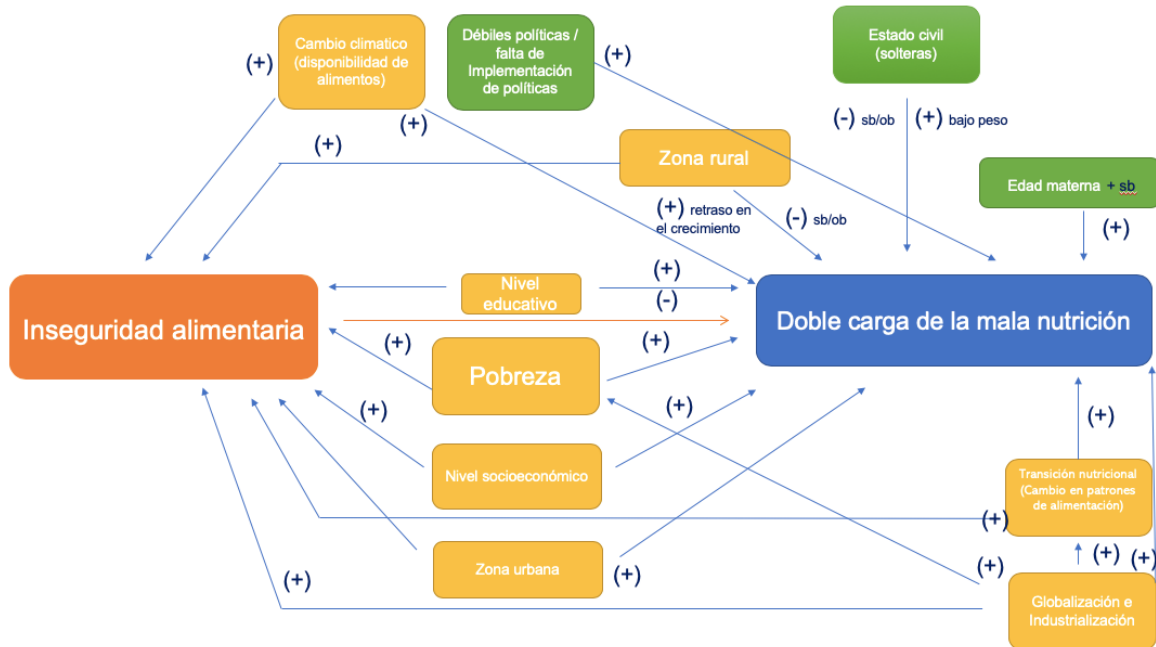 Cambio climatico
(disponibilidad de
alimentos)
(+)
(+)
Débiles políticas /
falta de
Implementación
de políticas
(+)
Estado civil
(solteras)
(-) sb/ob
(+) bajo peso
(+)
Zona rural
(+) retraso en
el crecimiento
(-) sb/ob
Edad materna + sb
(+)
Inseguridad alimentaria
Nivel
educativo
(+)
(-)
Doble carga de la mala nutrición
(+)
Pobreza
(+)
(+)
Nivel socioeconómico
(+)
(+)
Transición nutricional
(Cambio en patrones
de alimentación)
(+)
Zona urbana
(+)
(+)
(+)
(+)
(+)
Globalización e
Industrialización